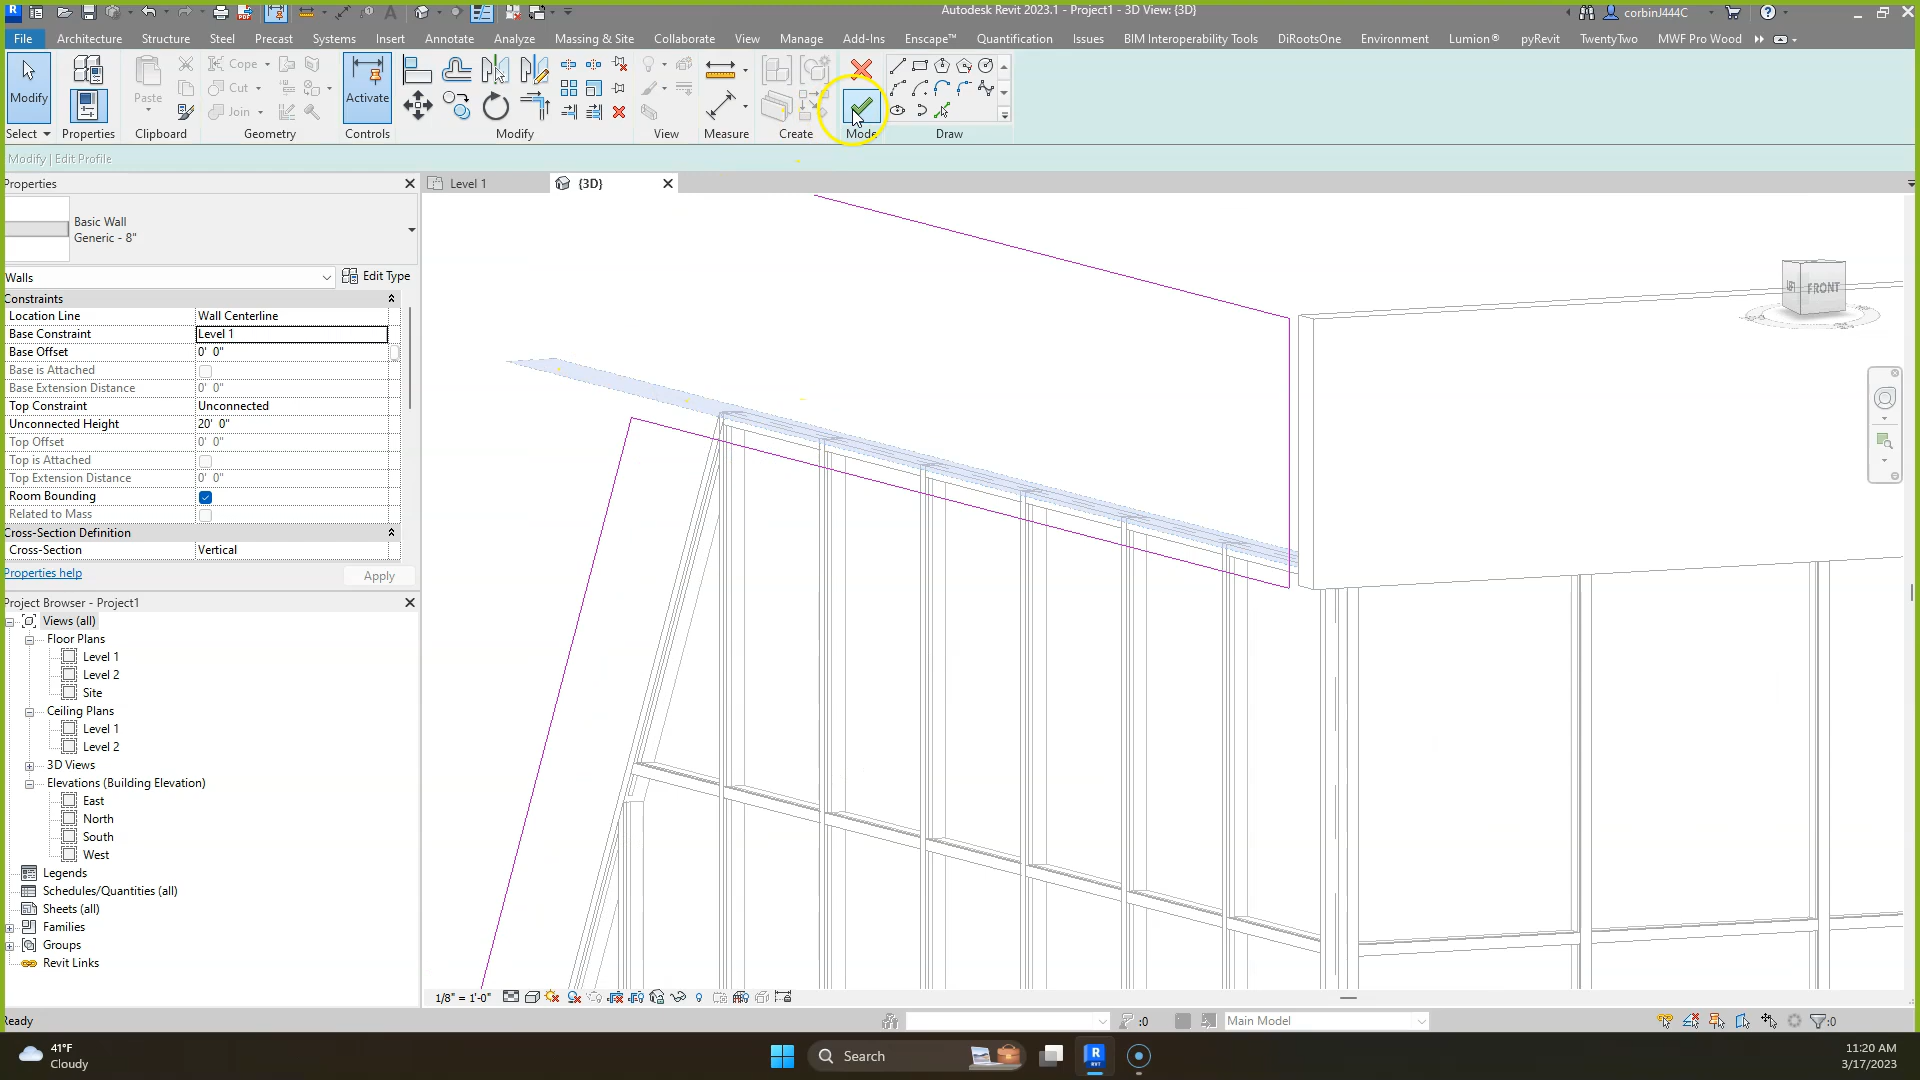 Autodesk Revit 2023.1 - Project1 - 3D View: {3D}
corbinJ444C
File Architecture Structure Steel Precast Systems Insert Annotate Analyze Massing & Site Collaborate View Manage Add-Ins Enscape™ Quantification Issues BIM Interoperability Tools DiRootsOne Environment Lumion® pyRevit TwentyTwo MWF Pro Wood
Modify
Paste
Cope
Cut
Join
Activate
Select Properties Clipboard Geometry Controls Modify View Measure Create Mode Draw
Modify | Edit Profile
Properties
Level 1
{3D}
Basic Wall
Generic - 8"
Walls
Edit Type
Constraints
Location Line Wall Centerline
Base Constraint Level 1
Base Offset 0' 0"
Base is Attached
Base Extension Distance 0' 0"
Top Constraint Unconnected
Unconnected Height 20' 0"
Top Offset 0' 0"
Top is Attached
Top Extension Distance 0' 0"
Room Bounding
Related to Mass
Cross-Section Definition
Cross-Section Vertical
Properties help
Apply
Project Browser - Project1
Views (all)
Floor Plans
Level 1
Level 2
Site
Ceiling Plans
Level 1
Level 2
3D Views
Elevations (Building Elevation)
East
North
South
West
Legends
Schedules/Quantities (all)
Sheets (all)
Families
Groups
Revit Links
FRONT
1/8" = 1'-0"
Ready
:0
Main Model
:0
41°F
Cloudy
Search
11:20 AM
3/17/2023